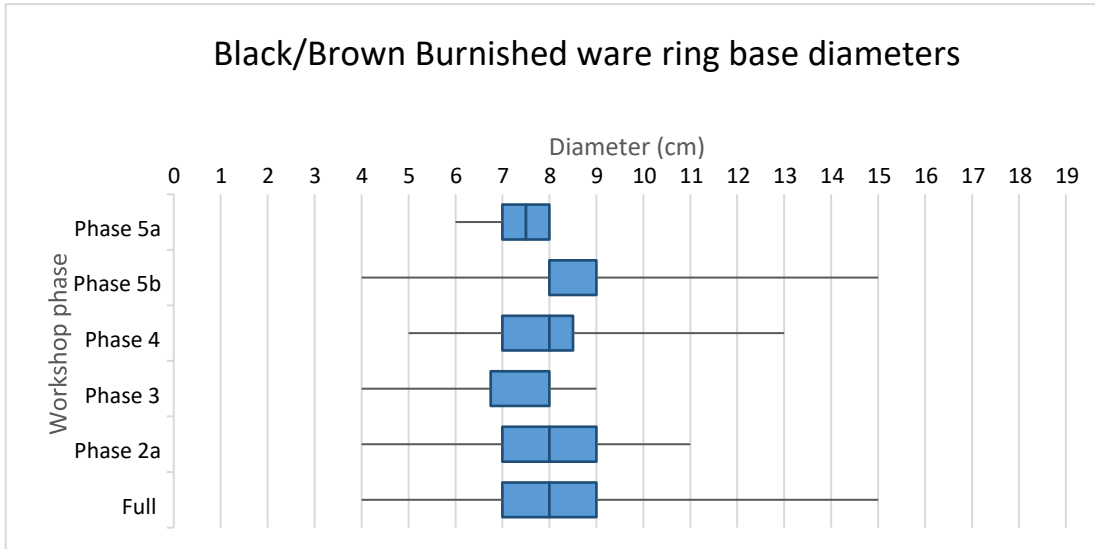 Black/Brown Burnished ware ring base diameters
Diameter (cm)
0 1 2 3 4 5 6 7 8 9 10 11 12 13 14 15 16 17 18 19
Workshop phase
Phase 5a
Phase 5b
Phase 4
Phase 3
Phase 2a
Full